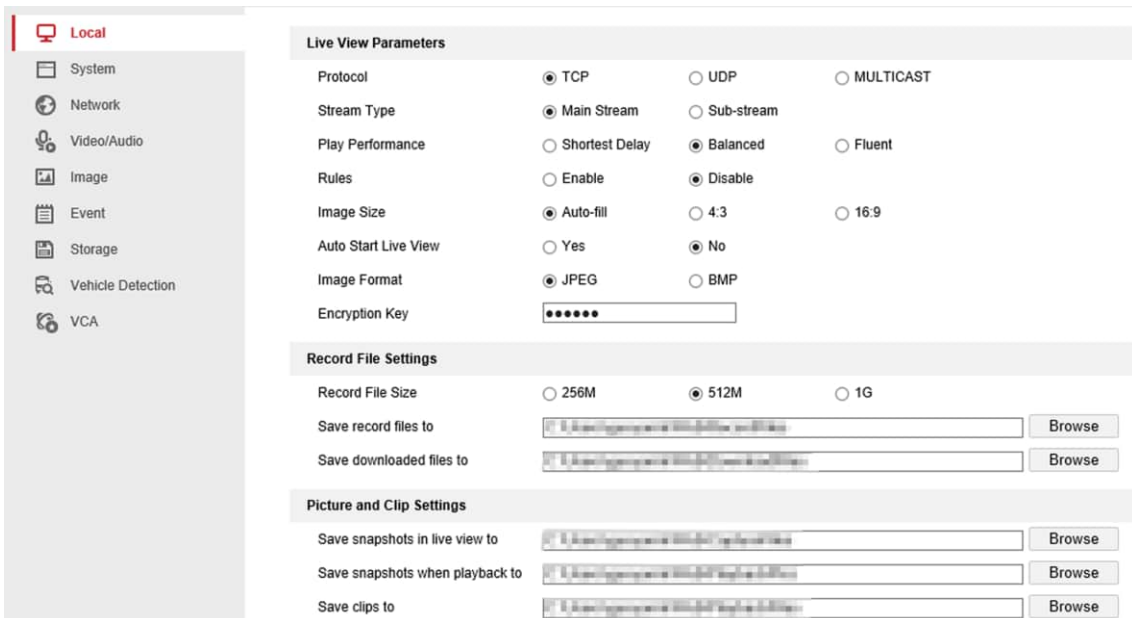 Local
System
Network
Video/Audio
Image
Event
Storage
Vehicle Detection
VCA
Live View Parameters
Protocol TCP UDP MULTICAST
Stream Type Main Stream Sub-stream
Play Performance Shortest Delay Balanced Fluent
Rules Enable Disable
Image Size Auto-fill 4:3 16:9
Auto Start Live View Yes No
Image Format JPEG BMP
Encryption Key ●●●●●●
Record File Settings
Record File Size 256M 512M 1G
Save record files to Browse
Save downloaded files to Browse
Picture and Clip Settings
Save snapshots in live view to Browse
Save snapshots when playback to Browse
Save clips to Browse